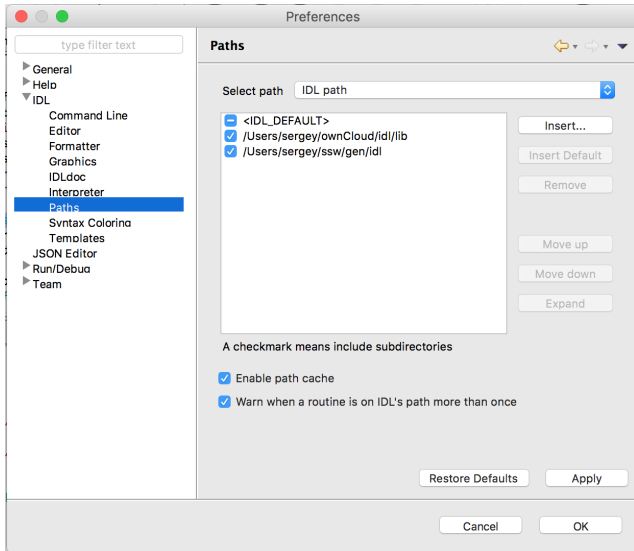 Preferences
type filter text
Paths
General
Help
IDL
Command Line
Editor
Formatter
Graphics
IDLdoc
Interpreter
Paths
Syntax Coloring
Templates
JSON Editor
Run/Debug
Team
Select path IDL path
<IDL_DEFAULT>
/Users/sergey/ownCloud/idl/lib
/Users/sergey/ssw/gen/idl
Insert...
Insert Default
Remove
Move up
Move down
Expand
A checkmark means include subdirectories
Enable path cache
Warn when a routine is on IDL's path more than once
Restore Defaults Apply
Cancel OK